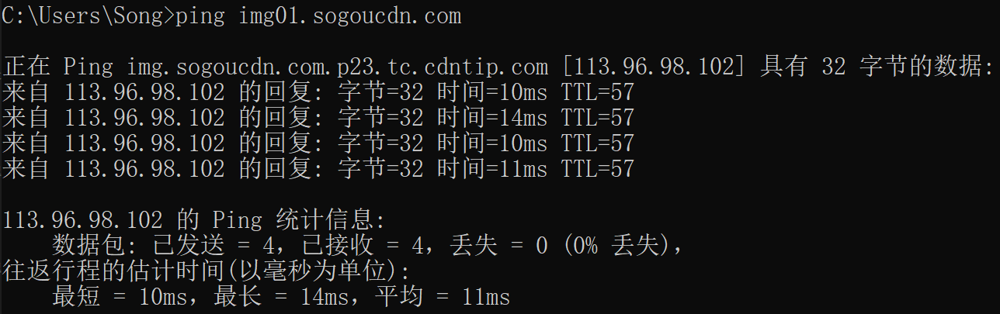 C:\Users\Song>ping img01.sogoucdn.com
正在 Ping img.sogoucdn.com.p23.tc.cdntip.com [113.96.98.102] 具有 32 字节的数据:
来自 113.96.98.102 的回复: 字节=32 时间=10ms TTL=57
来自 113.96.98.102 的回复: 字节=32 时间=14ms TTL=57
来自 113.96.98.102 的回复: 字节=32 时间=10ms TTL=57
来自 113.96.98.102 的回复: 字节=32 时间=11ms TTL=57
113.96.98.102 的 Ping 统计信息:
    数据包: 已发送 = 4，已接收 = 4，丢失 = 0 (0% 丢失)，
往返行程的估计时间(以毫秒为单位):
    最短 = 10ms，最长 = 14ms，平均 = 11ms